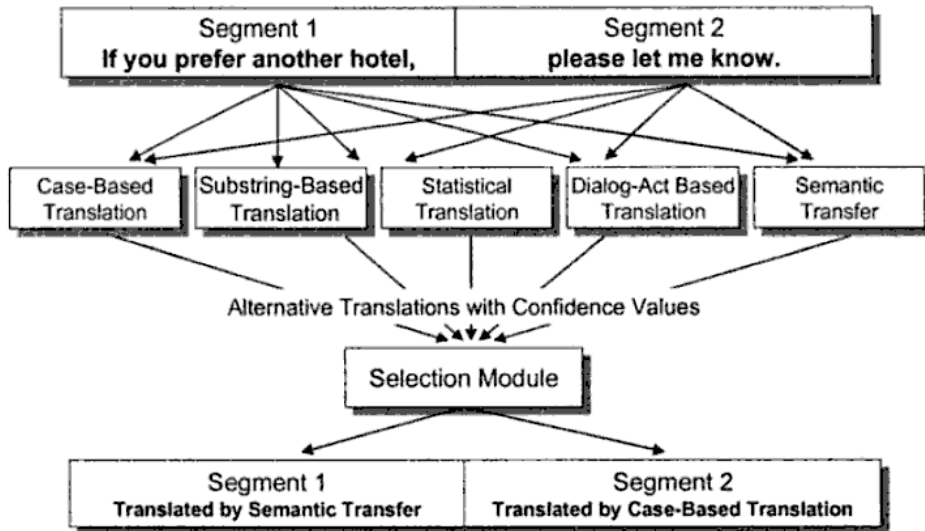 Segment 1
If you prefer another hotel,
Segment 2
please let me know.
Case-Based
Translation
Substring-Based
Translation
Statistical
Translation
Dialog-Act Based
Translation
Semantic
Transfer
Alternative Translations with Confidence Values
Selection Module
Segment 1
Translated by Semantic Transfer
Segment 2
Translated by Case-Based Translation